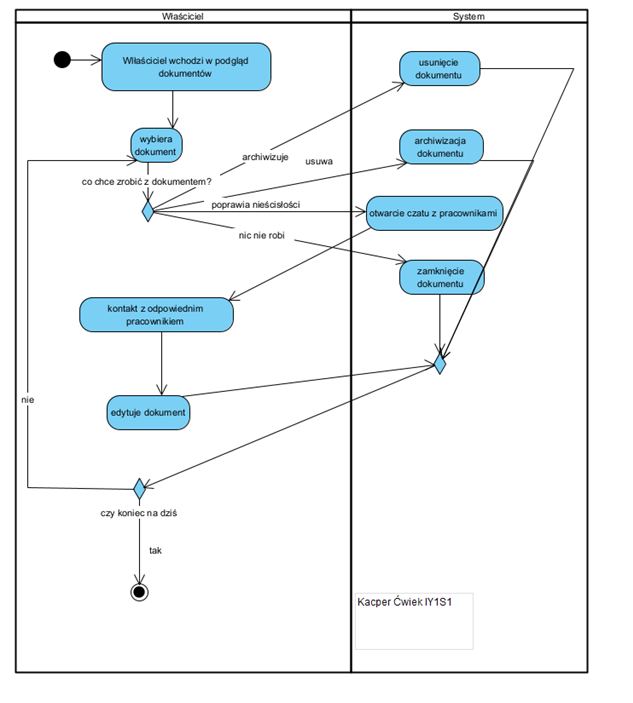 Właściciel
System
Właściciel wchodzi w podgląd
dokumentów
usunięcie
dokumentu
wybiera
dokument
archiwizacja
dokumentu
archiwizuje
usuwa
co chce zrobić z dokumentem?
poprawia nieścisłości
otwarcie czatu z pracownikami
nic nie robi
zamknięcie
dokumentu
kontakt z odpowiednim
pracownikiem
nie
edytuje dokument
czy koniec na dziś
tak
Kacper Ćwiek IY1S1